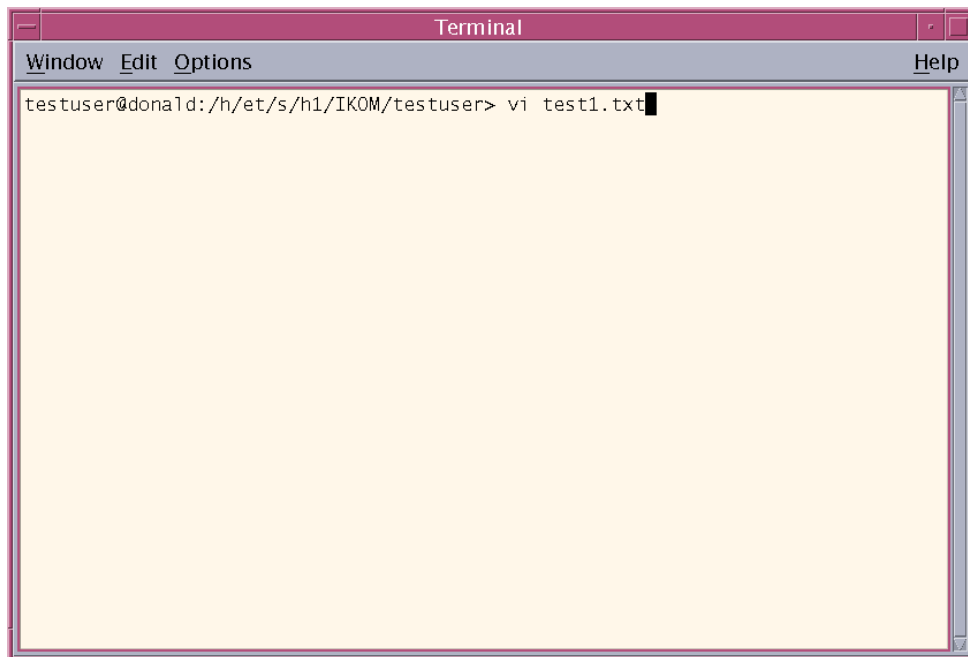 Terminal
Window Edit Options Help
testuser@donald:/h/et/s/h1/IKOM/testuser> vi test1.txt